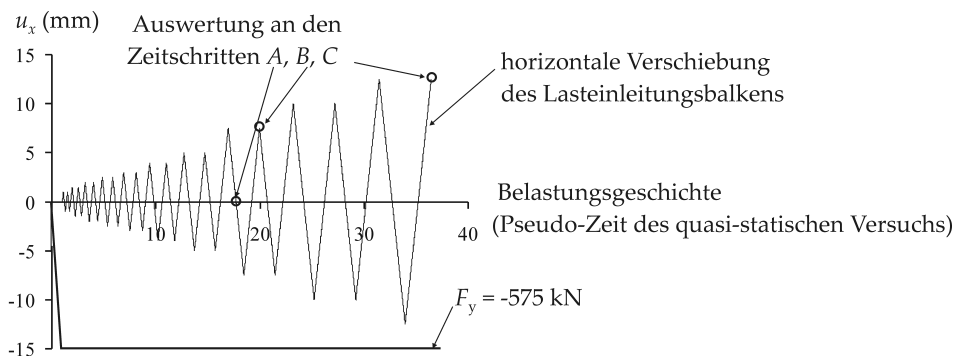 u_x (mm)
Auswertung an den
Zeitschritten A, B, C
horizontale Verschiebung
des Lasteinleitungsbalkens
15
10
5
0
-5
-10
-15
10
20
30
40
Belastungsgeschichte
(Pseudo-Zeit des quasi-statischen Versuchs)
F_y = -575 kN